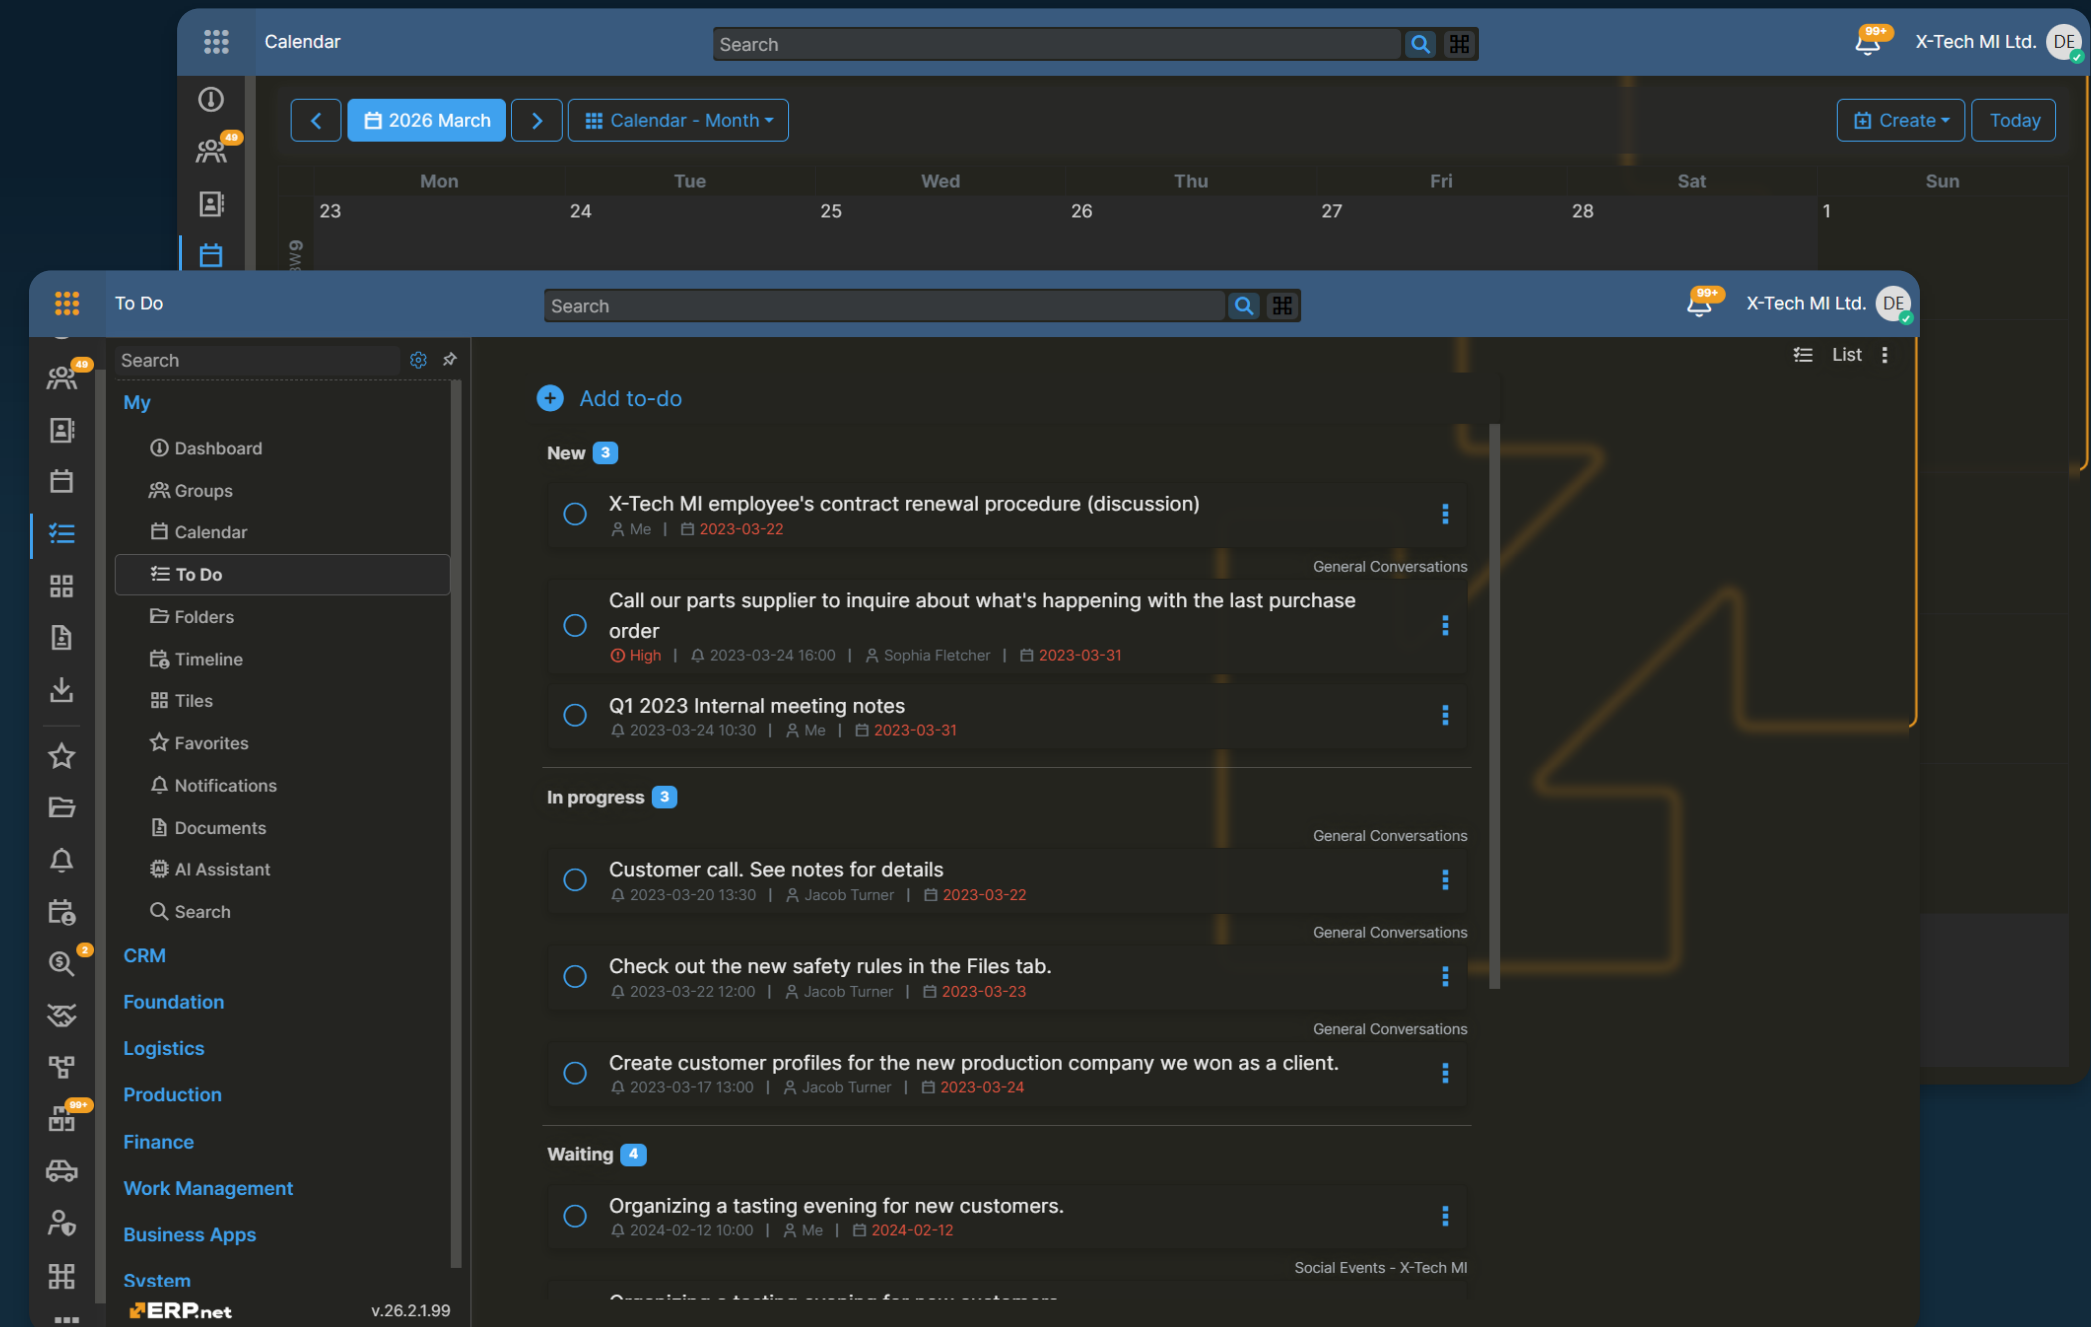 Calendar
Search
99+
X-Tech MI Ltd.
DE
49
2026 March
Calendar - Month
Create
Today
Mon Tue Wed Thu Fri Sat Sun
23 24 25 26 27 28 1
To Do
Search
99+
X-Tech MI Ltd.
DE
49
2
99+
Search
My
Dashboard
Groups
Calendar
To Do
Folders
Timeline
Tiles
Favorites
Notifications
Documents
AI Assistant
Search
CRM
Foundation
Logistics
Production
Finance
Work Management
Business Apps
System
ERP.net
v.26.2.1.99
List
Add to-do
New 3
X-Tech MI employee's contract renewal procedure (discussion)
Me | 2023-03-22
General Conversations
Call our parts supplier to inquire about what's happening with the last purchase
order
High | 2023-03-24 16:00 | Sophia Fletcher | 2023-03-31
Q1 2023 Internal meeting notes
2023-03-24 10:30 | Me | 2023-03-31
In progress 3
General Conversations
Customer call. See notes for details
2023-03-20 13:30 | Jacob Turner | 2023-03-22
General Conversations
Check out the new safety rules in the Files tab.
2023-03-22 12:00 | Jacob Turner | 2023-03-23
General Conversations
Create customer profiles for the new production company we won as a client.
2023-03-17 13:00 | Jacob Turner | 2023-03-24
Waiting 4
Organizing a tasting evening for new customers.
2024-02-12 10:00 | Me | 2024-02-12
Social Events - X-Tech MI